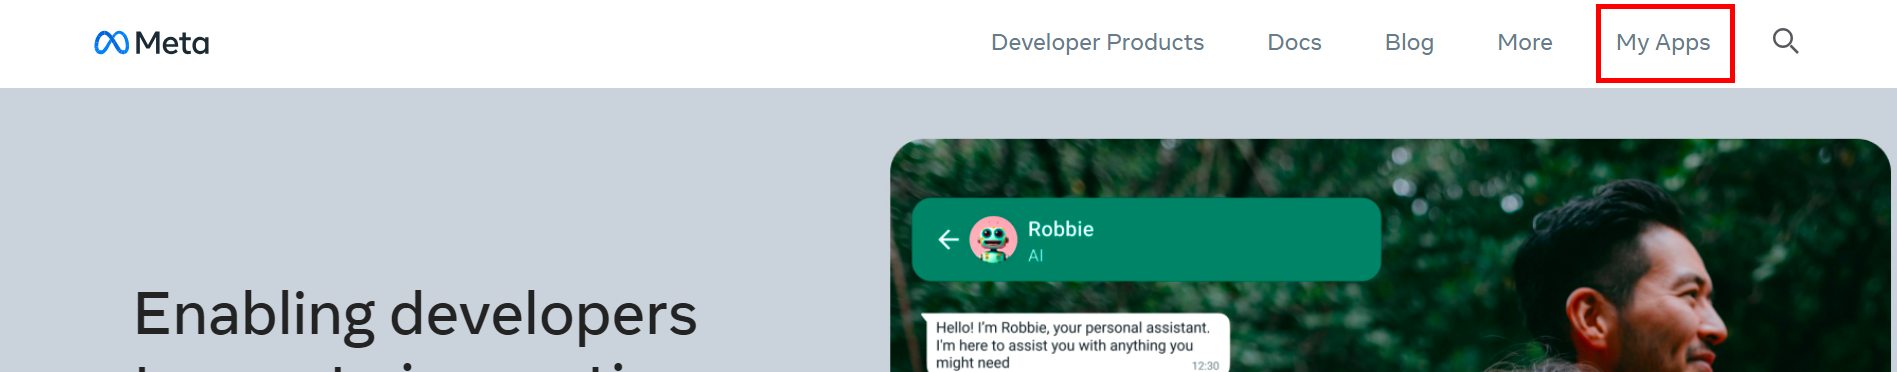 Meta
Developer Products
Docs
Blog
More
My Apps
Enabling developers
Robbie
AI
Hello! I'm Robbie, your personal assistant.
I'm here to assist you with anything you
might need
12:30